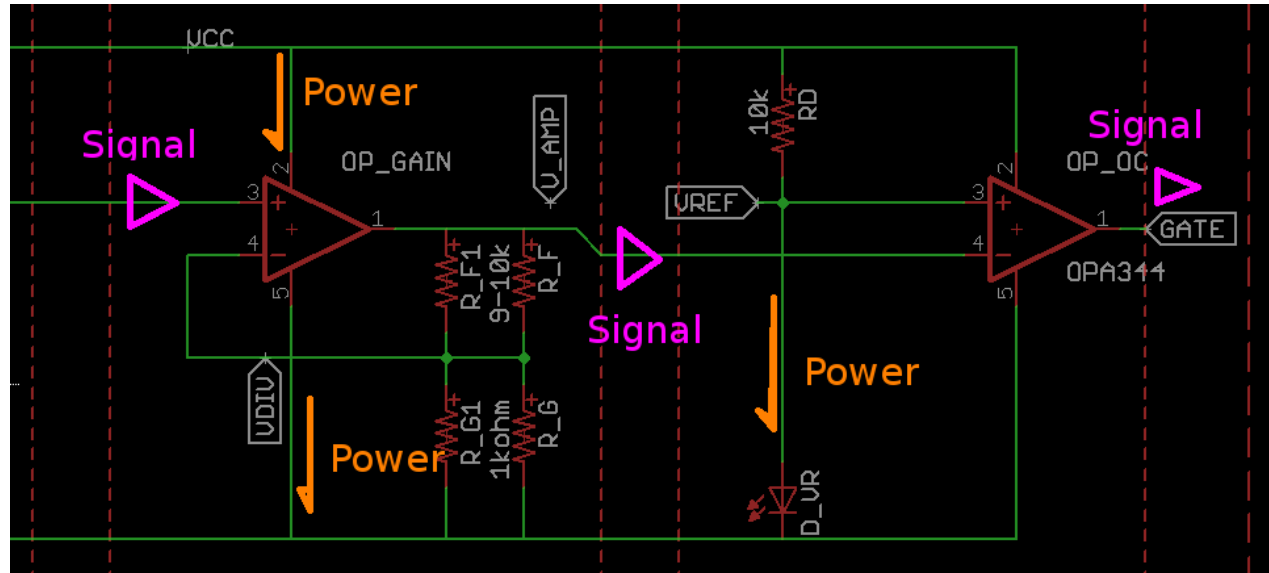 VCC
Power
Signal
OP_GAIN
2
3
1
4
5
V_AMP
R_F1
9-10k
R_F
VDIV
Power
R_G1
1kohm
R_G
Signal
10k
RD
VREF
Power
D_VR
Signal
OP_OC
2
3
1
4
5
GATE
OPA344